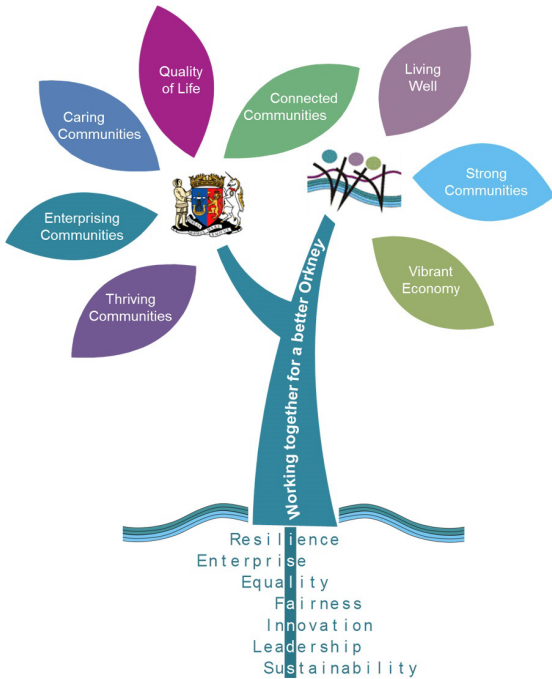 Quality
of Life
Caring
Communities
Connected
Communities
Living
Well
Strong
Communities
Enterprising
Communities
Thriving
Communities
Vibrant
Economy
Working together for a better Orkney
Resilience
Enterprise
Equality
Fairness
Innovation
Leadership
Sustainability